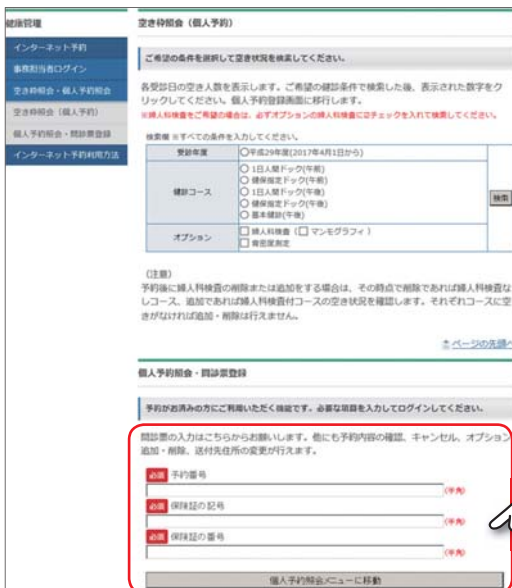 健康管理
インターネット予約
事務担当者ログイン
空き枠照会・個人予約照会
空き枠照会（個人予約）
個人予約照会・問診票登録
インターネット予約利用方法
空き枠照会（個人予約）
ご希望の条件を選択して空き状況を検索してください。
各受診日の空き人数を表示します。ご希望の健診条件で検索した後、表示された数字をク
リックしてください。個人予約登録画面に移行します。
※婦人科検査をご希望の場合は、必ずオプションの婦人科検査に☑チェックを入れて検索してください。
検索欄 ※すべての条件を入力してください。
受診年度
○平成29年度(2017年4月1日から)
健診コース
○ 1日人間ドック(午前)
○ 健保指定ドック(午前)
○ 1日人間ドック(午後)
○ 健保指定ドック(午後)
○ 基本健診(午後)
検索
オプション
□ 婦人科検査（□ マンモグラフィ ）
□ 骨密度測定
(注意)
予約後に婦人科検査の削除または追加をする場合は、その時点で削除であれば婦人科検査な
しコース、追加であれば婦人科検査付コースの空き状況を確認します。それぞれコースに空
きがなければ追加・削除は行えません。
ページの先頭へ
個人予約照会・問診票登録
予約がお済みの方にご利用いただく機能です。必要な項目を入力してログインしてください。
問診票の入力はこちらからお願いします。他にも予約内容の確認、キャンセル、オプション
追加・削除、送付先住所の変更が行えます。
必須 予約番号
(半角)
必須 保険証の記号
(半角)
必須 保険証の番号
(半角)
個人予約照会メニューに移動